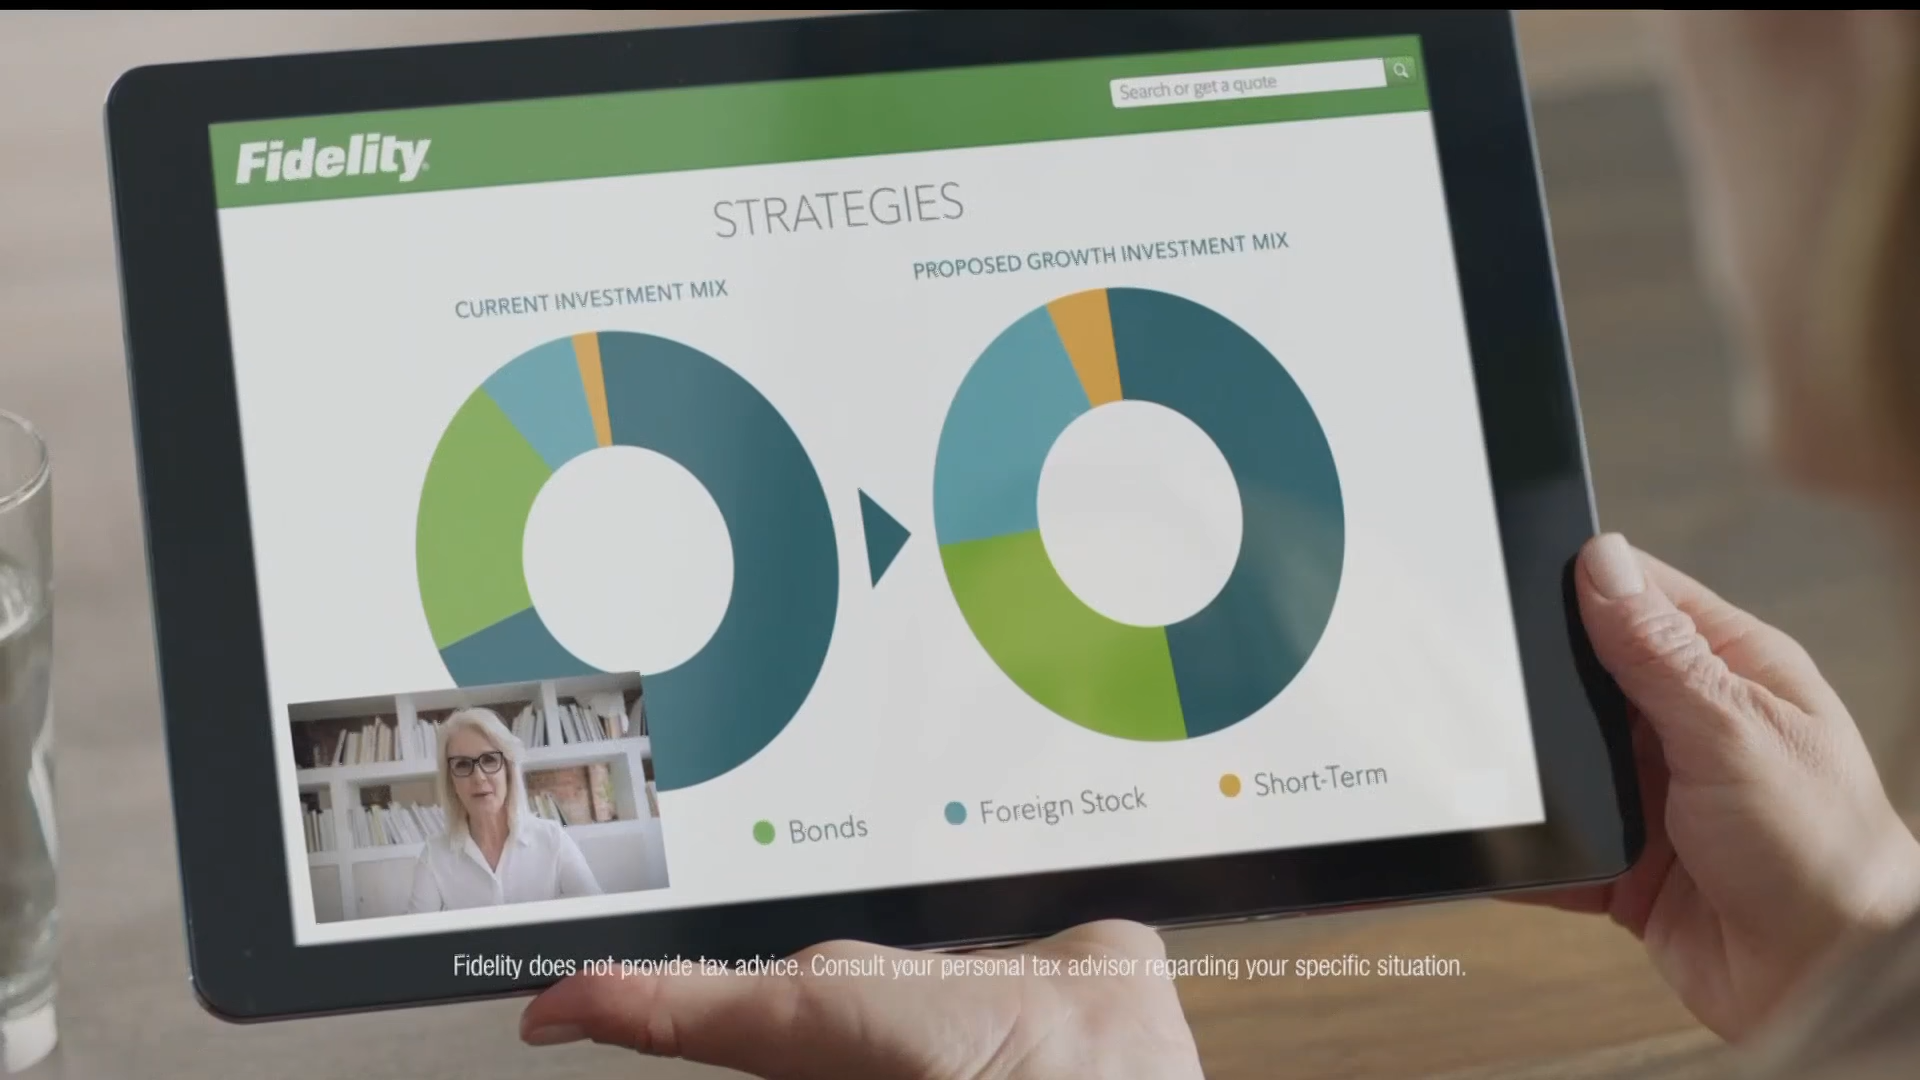 Fidelity
Search or get a quote
STRATEGIES
CURRENT INVESTMENT MIX
PROPOSED GROWTH INVESTMENT MIX
Bonds
Foreign Stock
Short-Term
Fidelity does not provide tax advice. Consult your personal tax advisor regarding your specific situation.